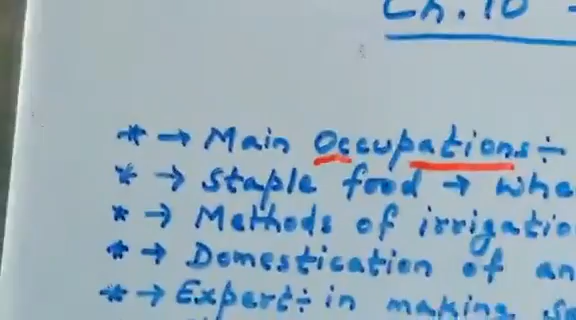 Ch. 10 -
* → Main Occupations ÷
* → Staple food → whe
* → Methods of irrigatio
* → Domestication of an
* → Expert ÷ in making